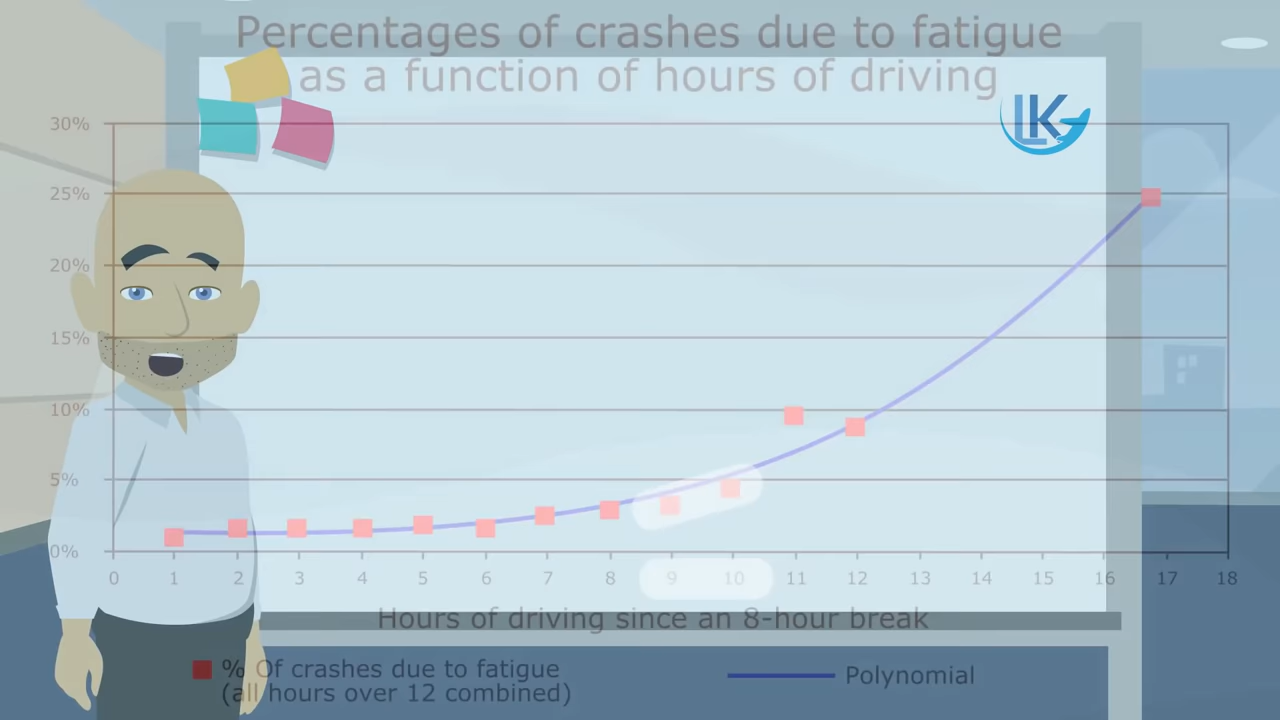 Percentages of crashes due to fatigue
as a function of hours of driving
LK
30%
25%
20%
15%
10%
5%
0%
0 1 2 3 4 5 6 7 8 9 10 11 12 13 14 15 16 17 18
Hours of driving since an 8-hour break
% Of crashes due to fatigue
(all hours over 12 combined)
Polynomial